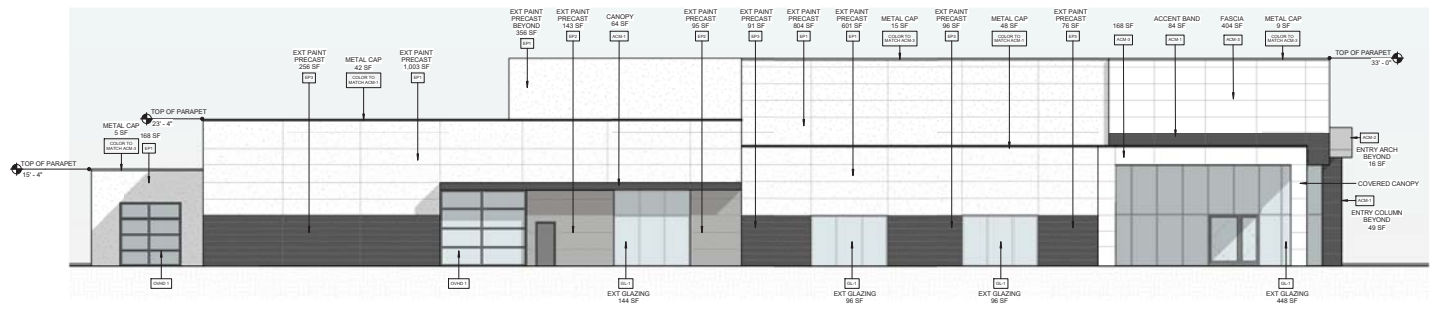 EXT PAINT
PRECAST
BEYOND
356 SF
EP1
EXT PAINT
PRECAST
143 SF
EP2
CANOPY
64 SF
ACM-1
EXT PAINT
PRECAST
95 SF
EP2
EXT PAINT
PRECAST
91 SF
EP3
EXT PAINT
PRECAST
804 SF
EP1
EXT PAINT
PRECAST
601 SF
EP1
METAL CAP
15 SF
COLOR TO
MATCH ACM-3
EXT PAINT
PRECAST
96 SF
EP3
METAL CAP
48 SF
COLOR TO
MATCH ACM-1
EXT PAINT
PRECAST
76 SF
EP3
168 SF
ACCENT BAND
84 SF
ACM-1
FASCIA
404 SF
ACM-3
METAL CAP
9 SF
COLOR TO
MATCH ACM-3
EXT PAINT
PRECAST
256 SF
EP3
METAL CAP
42 SF
COLOR TO
MATCH ACM-1
EXT PAINT
PRECAST
1,003 SF
EP1
TOP OF PARAPET
33' - 0"
TOP OF PARAPET
23' - 4"
METAL CAP
5 SF
COLOR TO
MATCH ACM-3
168 SF
EP1
TOP OF PARAPET
15' - 4"
ACM-2
ENTRY ARCH
BEYOND
16 SF
COVERED CANOPY
ACM-1
ENTRY COLUMN
BEYOND
49 SF
OVHD 1
OVHD 1
GL-1
EXT GLAZING
144 SF
GL-1
EXT GLAZING
96 SF
GL-1
EXT GLAZING
96 SF
GL-1
EXT GLAZING
448 SF